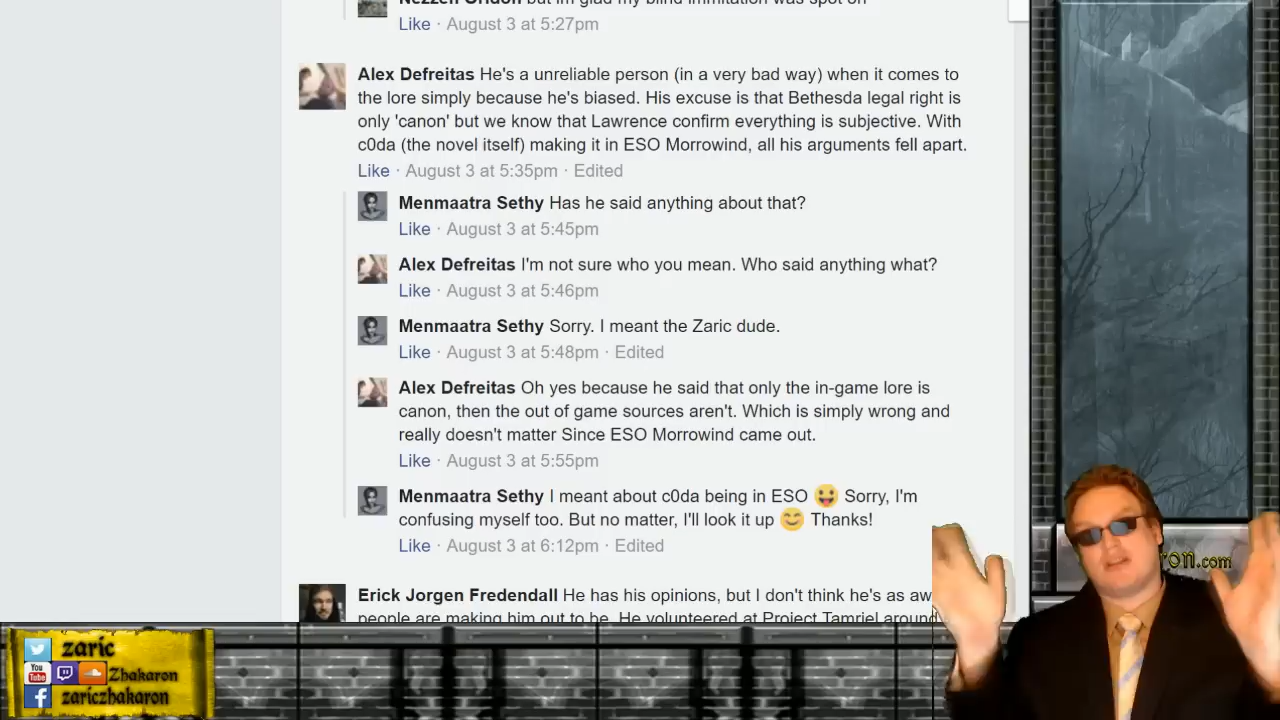 Nezzen Oridon but im glad my blind immitation was spot on
Like · August 3 at 5:27pm
Alex Defreitas He's a unreliable person (in a very bad way) when it comes to
the lore simply because he's biased. His excuse is that Bethesda legal right is
only 'canon' but we know that Lawrence confirm everything is subjective. With
c0da (the novel itself) making it in ESO Morrowind, all his arguments fell apart.
Like · August 3 at 5:35pm · Edited
Menmaatra Sethy Has he said anything about that?
Like · August 3 at 5:45pm
Alex Defreitas I'm not sure who you mean. Who said anything what?
Like · August 3 at 5:46pm
Menmaatra Sethy Sorry. I meant the Zaric dude.
Like · August 3 at 5:48pm · Edited
Alex Defreitas Oh yes because he said that only the in-game lore is
canon, then the out of game sources aren't. Which is simply wrong and
really doesn't matter Since ESO Morrowind came out.
Like · August 3 at 5:55pm
Menmaatra Sethy I meant about c0da being in ESO 😜 Sorry, I'm
confusing myself too. But no matter, I'll look it up 😊 Thanks!
Like · August 3 at 6:12pm · Edited
Erick Jorgen Fredendall He has his opinions, but I don't think he's as aw
people are making him out to be. He volunteered at Project Tamriel around
ron.com
zaric
You Tube Zhakaron
zariczhakaron